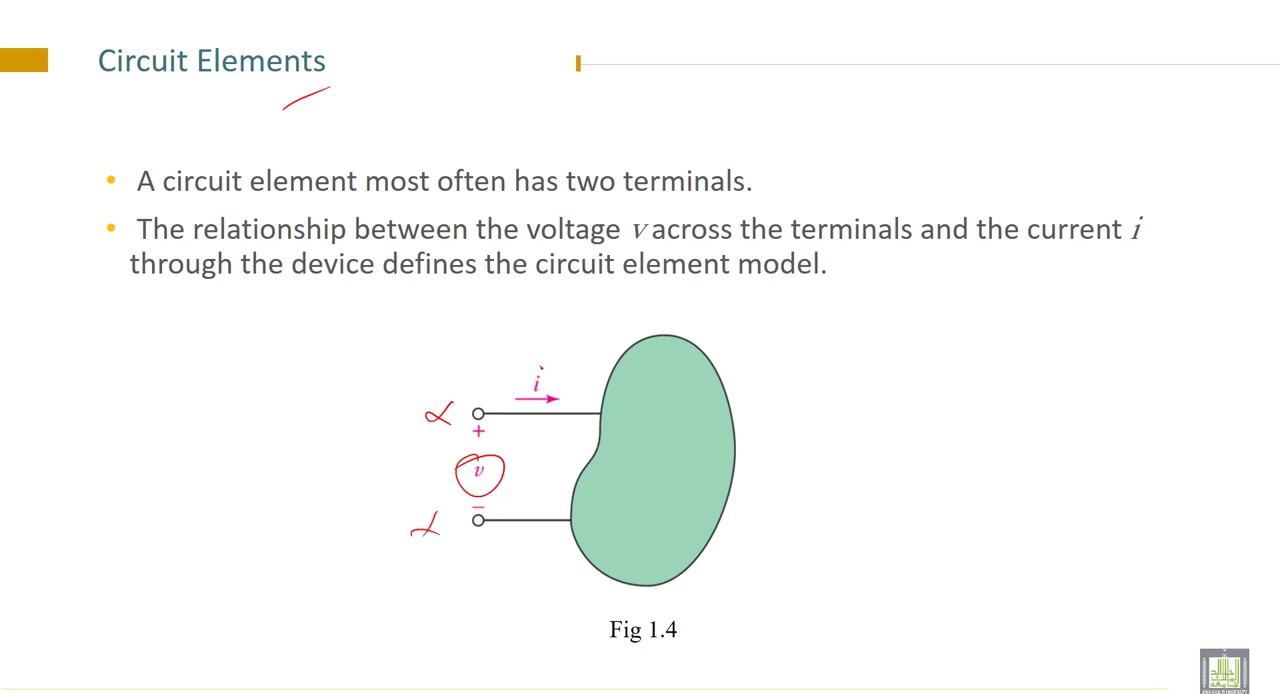 Circuit Elements
• A circuit element most often has two terminals.
• The relationship between the voltage v across the terminals and the current i
through the device defines the circuit element model.
i
+
v
−
Fig 1.4